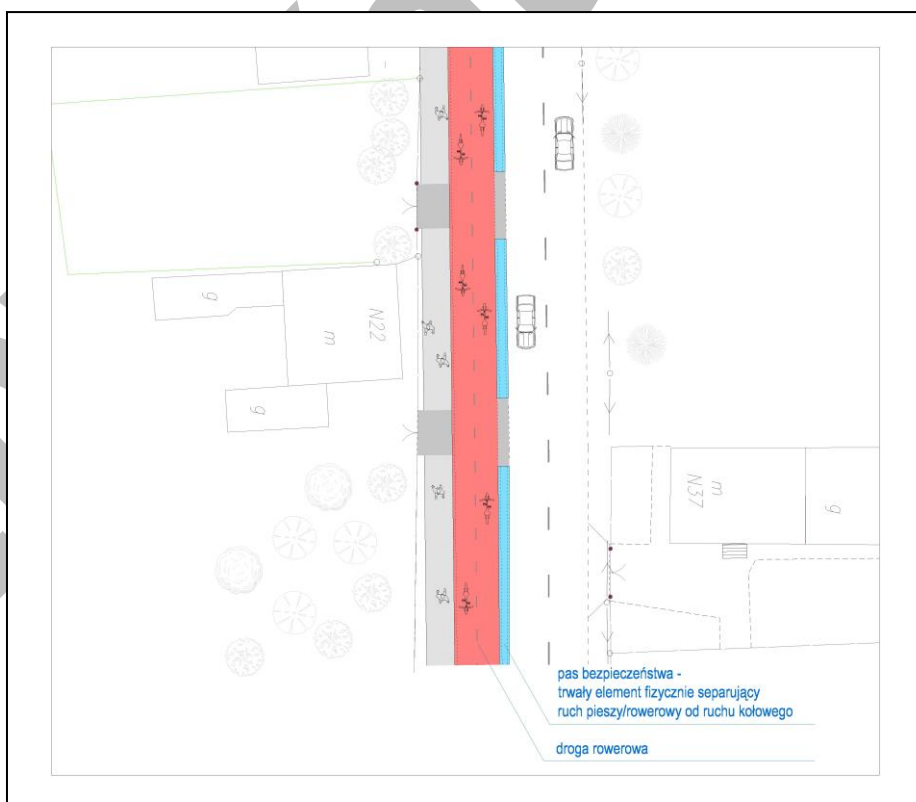 g
N22
m
g
m
N37
g
pas bezpieczeństwa -
trwały element fizycznie separujący
ruch pieszy/rowerowy od ruchu kołowego
droga rowerowa